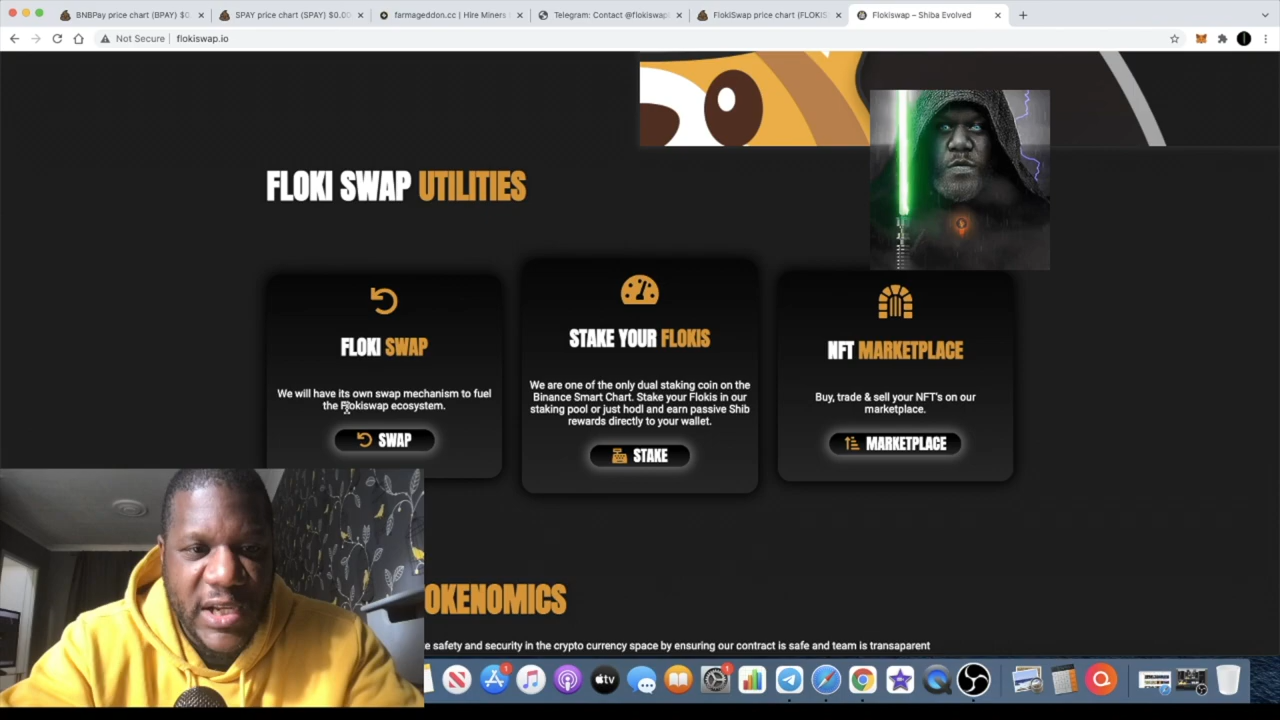 BNBPay price chart (BPAY) $0.0
SPAY price chart (SPAY) $0.00
farmageddon.cc | Hire Miners
Telegram: Contact @flokiswap
FlokiSwap price chart (FLOKIS
Flokiswap – Shiba Evolved
Not Secure
flokiswap.io
FLOKI SWAP UTILITIES
FLOKI SWAP
We will have its own swap mechanism to fuel
the Flokiswap ecosystem.
SWAP
STAKE YOUR FLOKIS
We are one of the only dual staking coin on the
Binance Smart Chart. Stake your Flokis in our
staking pool or just hodl and earn passive Shib
rewards directly to your wallet.
STAKE
NFT MARKETPLACE
Buy, trade & sell your NFT's on our
marketplace.
MARKETPLACE
OKENOMICS
e safety and security in the crypto currency space by ensuring our contract is safe and team is transparent
1
tv
1